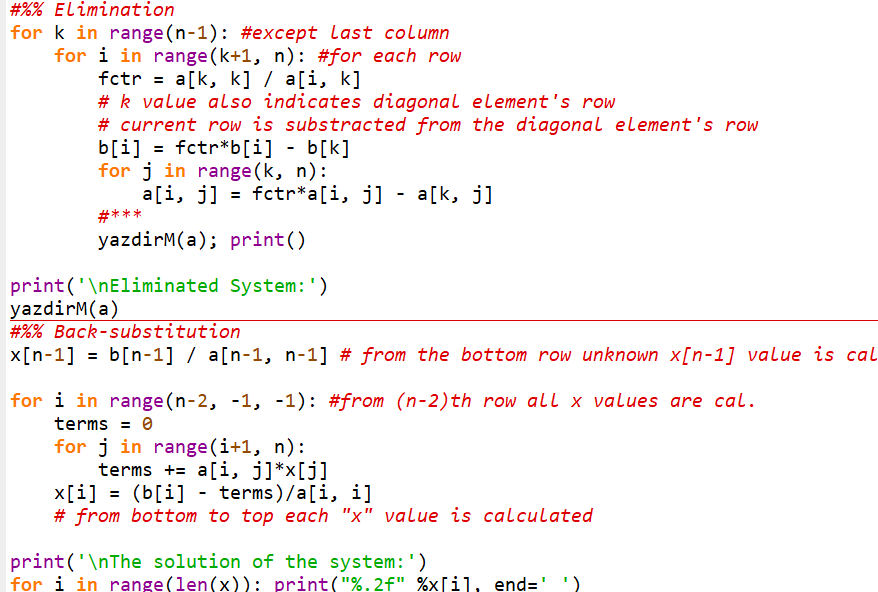 #%% Elimination
for k in range(n-1): #except last column
    for i in range(k+1, n): #for each row
        fctr = a[k, k] / a[i, k]
        # k value also indicates diagonal element's row
        # current row is substracted from the diagonal element's row
        b[i] = fctr*b[i] - b[k]
        for j in range(k, n):
            a[i, j] = fctr*a[i, j] - a[k, j]
        #***
        yazdirM(a); print()

print('\nEliminated System:')
yazdirM(a)
#%% Back-substitution
x[n-1] = b[n-1] / a[n-1, n-1] # from the bottom row unknown x[n-1] value is cal

for i in range(n-2, -1, -1): #from (n-2)th row all x values are cal.
    terms = 0
    for j in range(i+1, n):
        terms += a[i, j]*x[j]
    x[i] = (b[i] - terms)/a[i, i]
    # from bottom to top each "x" value is calculated

print('\nThe solution of the system:')
for i in range(len(x)): print("%.2f" %x[i], end=' ')